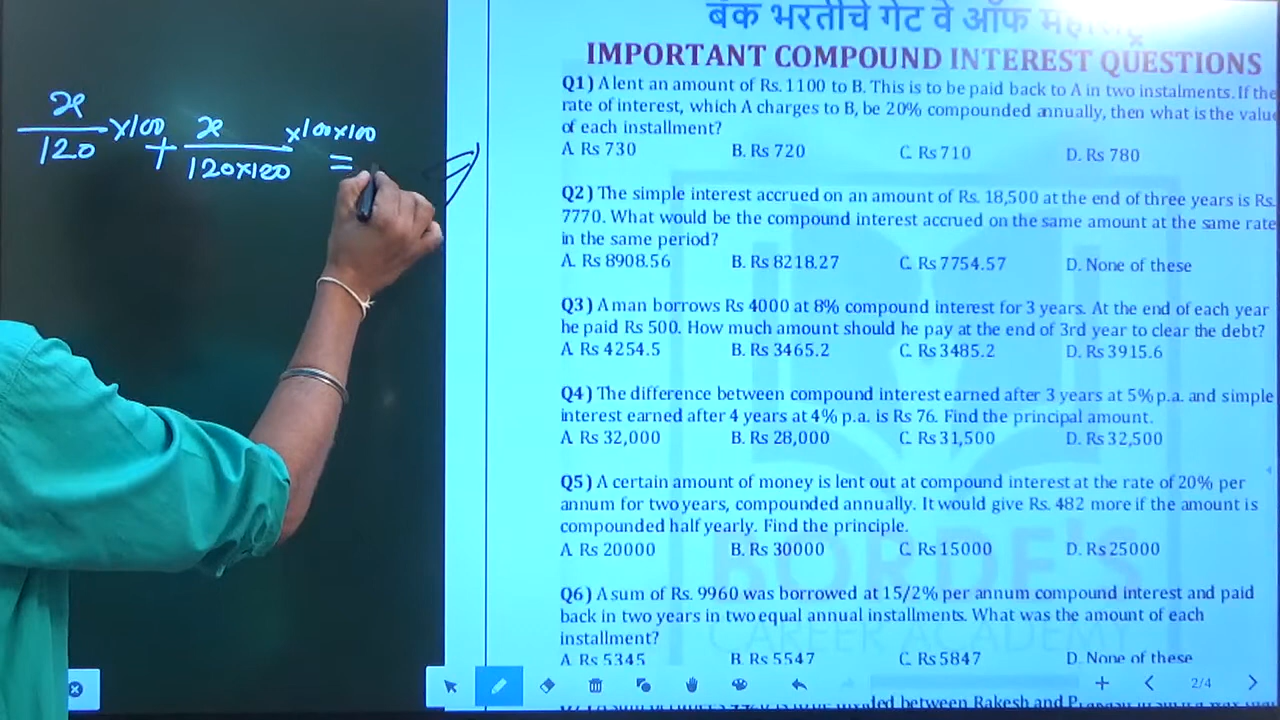 बँक भरतीचे गेट वे ऑफ महाराष्ट्र
IMPORTANT COMPOUND INTEREST QUESTIONS
x/120 ×100 + x/120×120 ×100×100 =
Q1) A lent an amount of Rs. 1100 to B. This is to be paid back to A in two instalments. If the
rate of interest, which A charges to B, be 20% compounded annually, then what is the value
of each installment?
A. Rs 730 B. Rs 720 C. Rs 710 D. Rs 780
Q2) The simple interest accrued on an amount of Rs. 18,500 at the end of three years is Rs.
7770. What would be the compound interest accrued on the same amount at the same rate
in the same period?
A. Rs 8908.56 B. Rs 8218.27 C. Rs 7754.57 D. None of these
Q3) A man borrows Rs 4000 at 8% compound interest for 3 years. At the end of each year
he paid Rs 500. How much amount should he pay at the end of 3rd year to clear the debt?
A. Rs 4254.5 B. Rs 3465.2 C. Rs 3485.2 D. Rs 3915.6
Q4) The difference between compound interest earned after 3 years at 5% p.a. and simple
interest earned after 4 years at 4% p.a. is Rs 76. Find the principal amount.
A. Rs 32,000 B. Rs 28,000 C. Rs 31,500 D. Rs 32,500
Q5) A certain amount of money is lent out at compound interest at the rate of 20% per
annum for two years, compounded annually. It would give Rs. 482 more if the amount is
compounded half yearly. Find the principle.
A. Rs 20000 B. Rs 30000 C. Rs 15000 D. Rs 25000
Q6) A sum of Rs. 9960 was borrowed at 15/2% per annum compound interest and paid
back in two years in two equal annual installments. What was the amount of each
installment?
A. Rs 5345 B. Rs 5547 C. Rs 5847 D. None of these
2/4
between Rakesh and
BORDE'S
CAREER ACADEMY